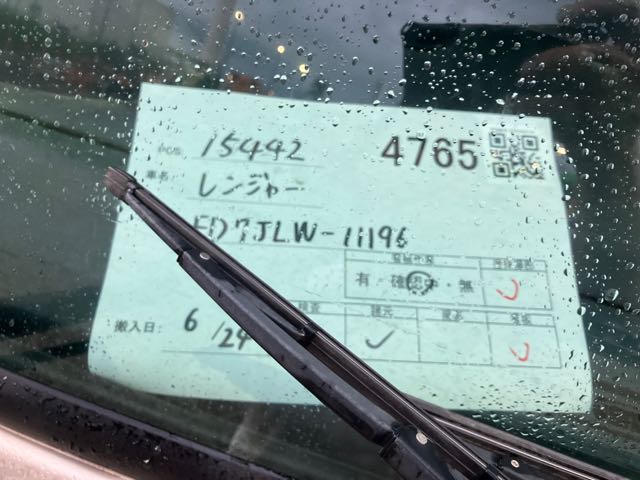 POS: 15442 4765
車名: レンジャー
FD7JLW-11196
有・確認中・無
搬入日: 6/24